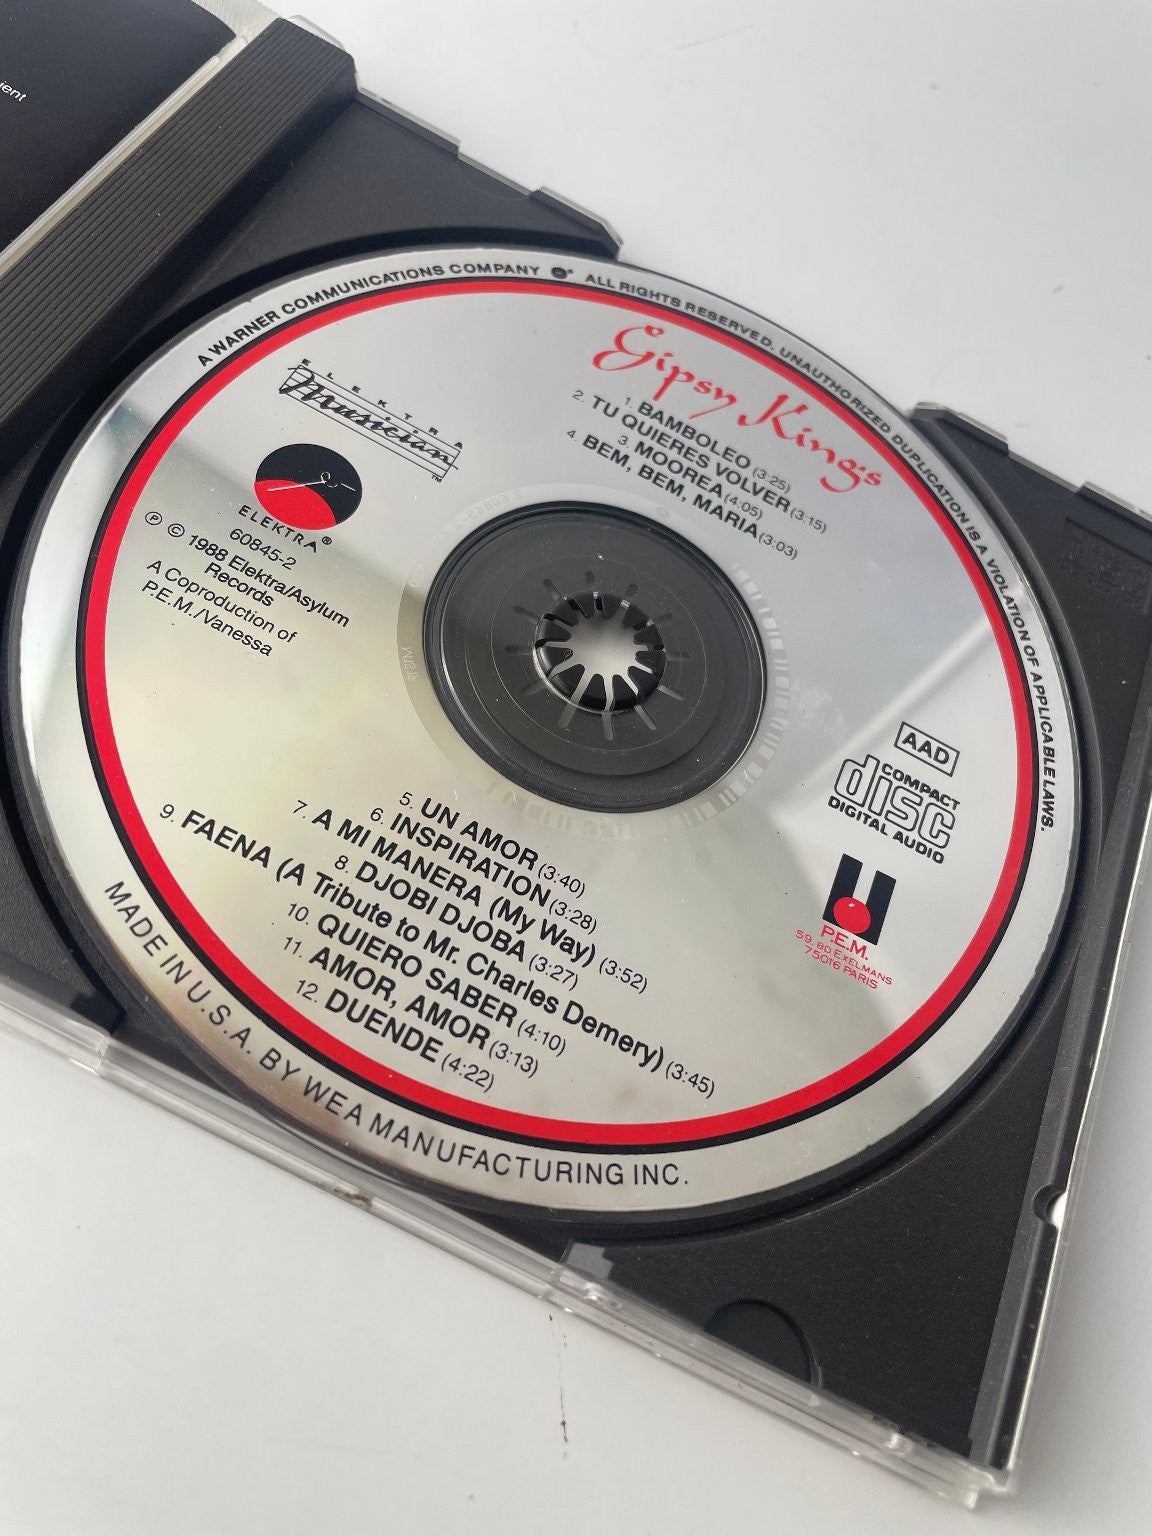 ient
A WARNER COMMUNICATIONS COMPANY ALL RIGHTS RESERVED. UNAUTHORIZED DUPLICATION IS A VIOLATION OF APPLICABLE LAWS.
Gipsy Kings
1. BAMBOLEO (3:25)
2. TU QUIERES VOLVER (3:15)
3. MOOREA (4:05)
4. BEM, BEM, MARIA (3:03)
ELEKTRA
Musician™
ELEKTRA®
60845-2
℗ © 1988 Elektra/Asylum
Records
A Coproduction of
P.E.M./Vanessa
AAD
COMPACT
disc
DIGITAL AUDIO
P.E.M.
59, BD EXELMANS
75016 PARIS
5. UN AMOR (3:40)
6. INSPIRATION (3:28)
7. A MI MANERA (My Way) (3:52)
8. DJOBI DJOBA (3:27)
9. FAENA (A Tribute to Mr. Charles Demery) (3:45)
10. QUIERO SABER (4:10)
11. AMOR, AMOR (3:13)
12. DUENDE (4:22)
MADE IN U.S.A. BY WEA MANUFACTURING INC.